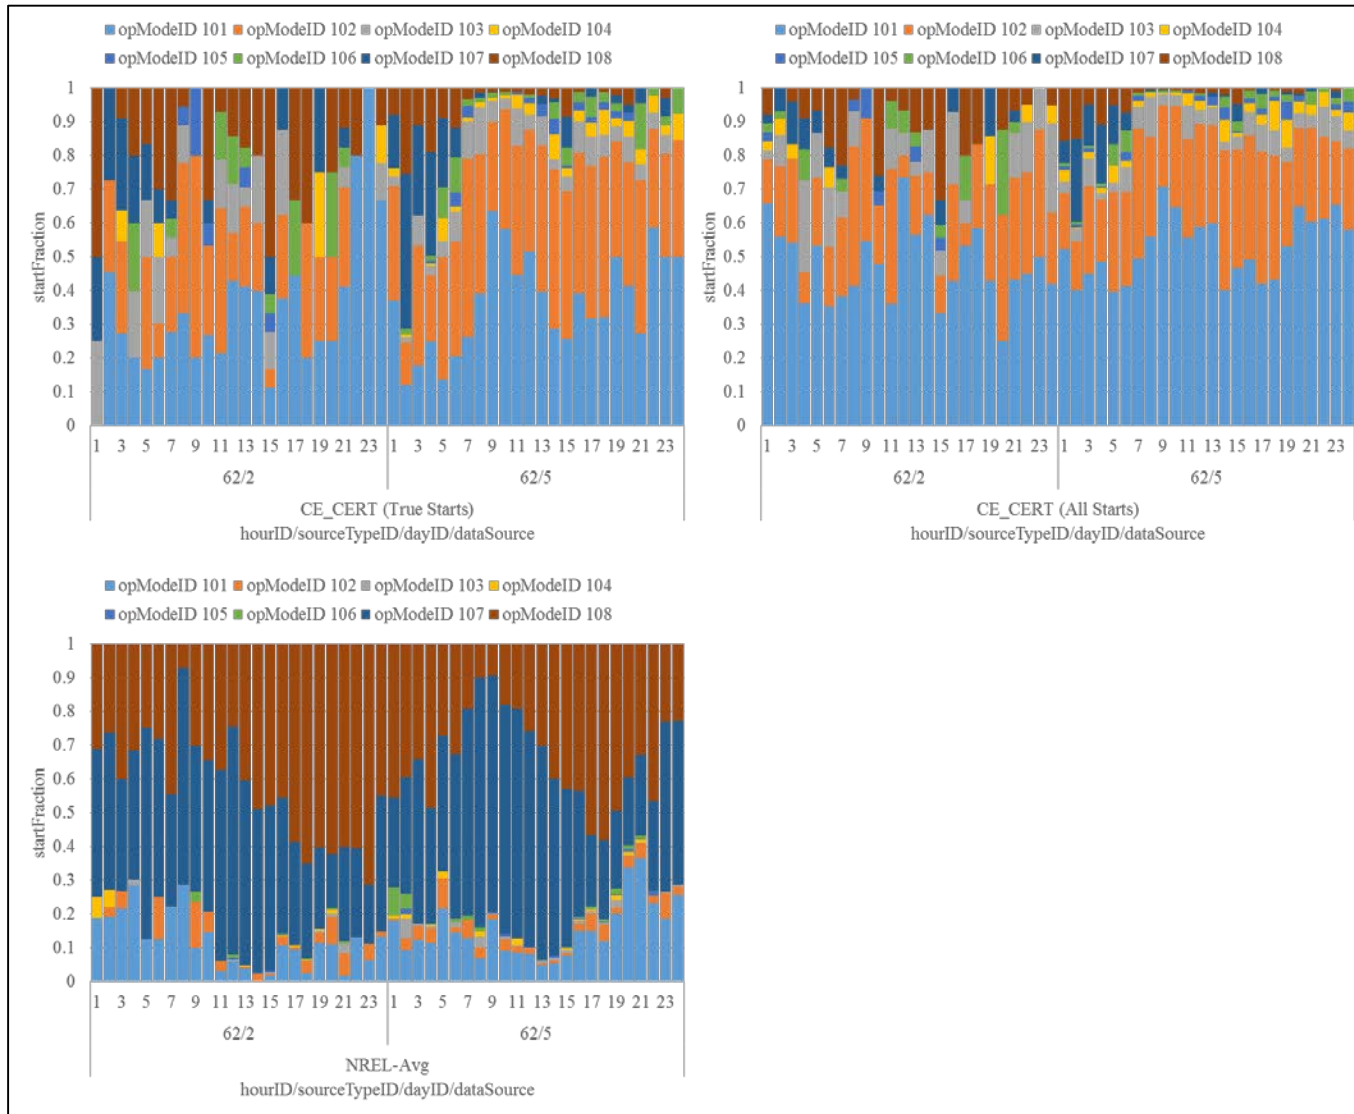 opModeID 101 opModeID 102 opModeID 103 opModeID 104
opModeID 105 opModeID 106 opModeID 107 opModeID 108
startFraction
1
0.9
0.8
0.7
0.6
0.5
0.4
0.3
0.2
0.1
0
1 3 5 7 9 11 13 15 17 19 21 23 1 3 5 7 9 11 13 15 17 19 21 23
62/2 62/5
CE_CERT (True Starts)
hourID/sourceTypeID/dayID/dataSource
opModeID 101 opModeID 102 opModeID 103 opModeID 104
opModeID 105 opModeID 106 opModeID 107 opModeID 108
startFraction
1
0.9
0.8
0.7
0.6
0.5
0.4
0.3
0.2
0.1
0
1 3 5 7 9 11 13 15 17 19 21 23 1 3 5 7 9 11 13 15 17 19 21 23
62/2 62/5
CE_CERT (All Starts)
hourID/sourceTypeID/dayID/dataSource
opModeID 101 opModeID 102 opModeID 103 opModeID 104
opModeID 105 opModeID 106 opModeID 107 opModeID 108
startFraction
1
0.9
0.8
0.7
0.6
0.5
0.4
0.3
0.2
0.1
0
1 3 5 7 9 11 13 15 17 19 21 23 1 3 5 7 9 11 13 15 17 19 21 23
62/2 62/5
NREL-Avg
hourID/sourceTypeID/dayID/dataSource